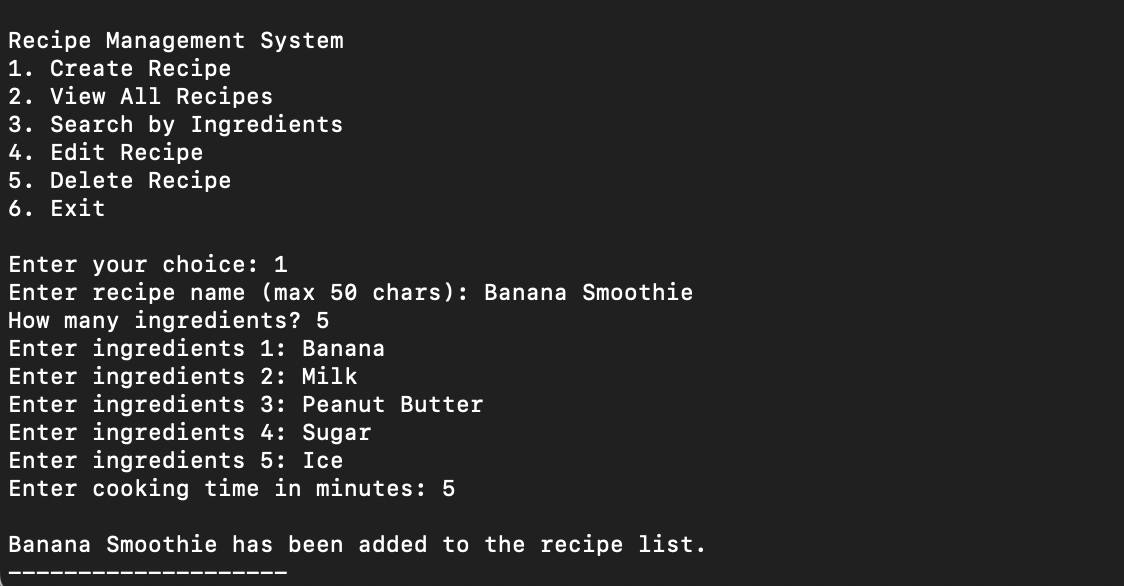 Recipe Management System
1. Create Recipe
2. View All Recipes
3. Search by Ingredients
4. Edit Recipe
5. Delete Recipe
6. Exit
Enter your choice: 1
Enter recipe name (max 50 chars): Banana Smoothie
How many ingredients? 5
Enter ingredients 1: Banana
Enter ingredients 2: Milk
Enter ingredients 3: Peanut Butter
Enter ingredients 4: Sugar
Enter ingredients 5: Ice
Enter cooking time in minutes: 5
Banana Smoothie has been added to the recipe list.
--------------------